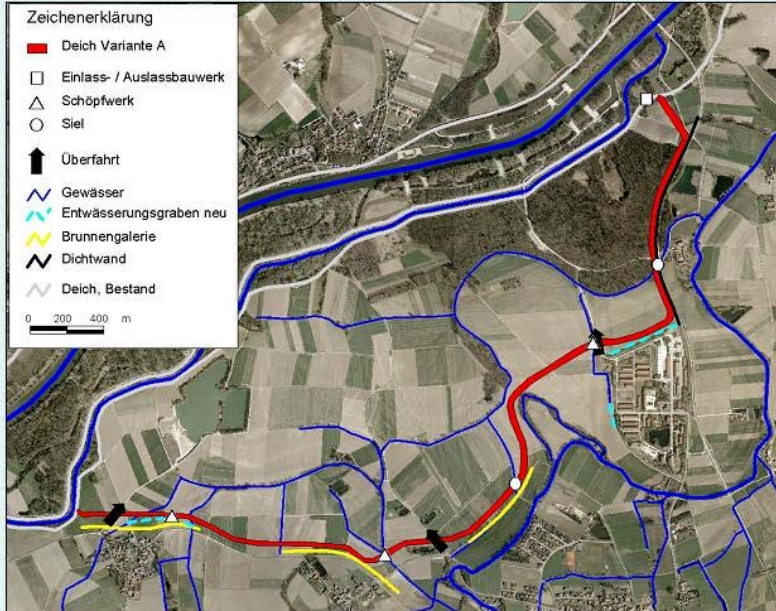 Zeichenerklärung
Deich Variante A
Einlass- / Auslassbauwerk
Schöpfwerk
Siel
Überfahrt
Gewässer
Entwässerungsgraben neu
Brunnengalerie
Dichtwand
Deich, Bestand
0 200 400 m